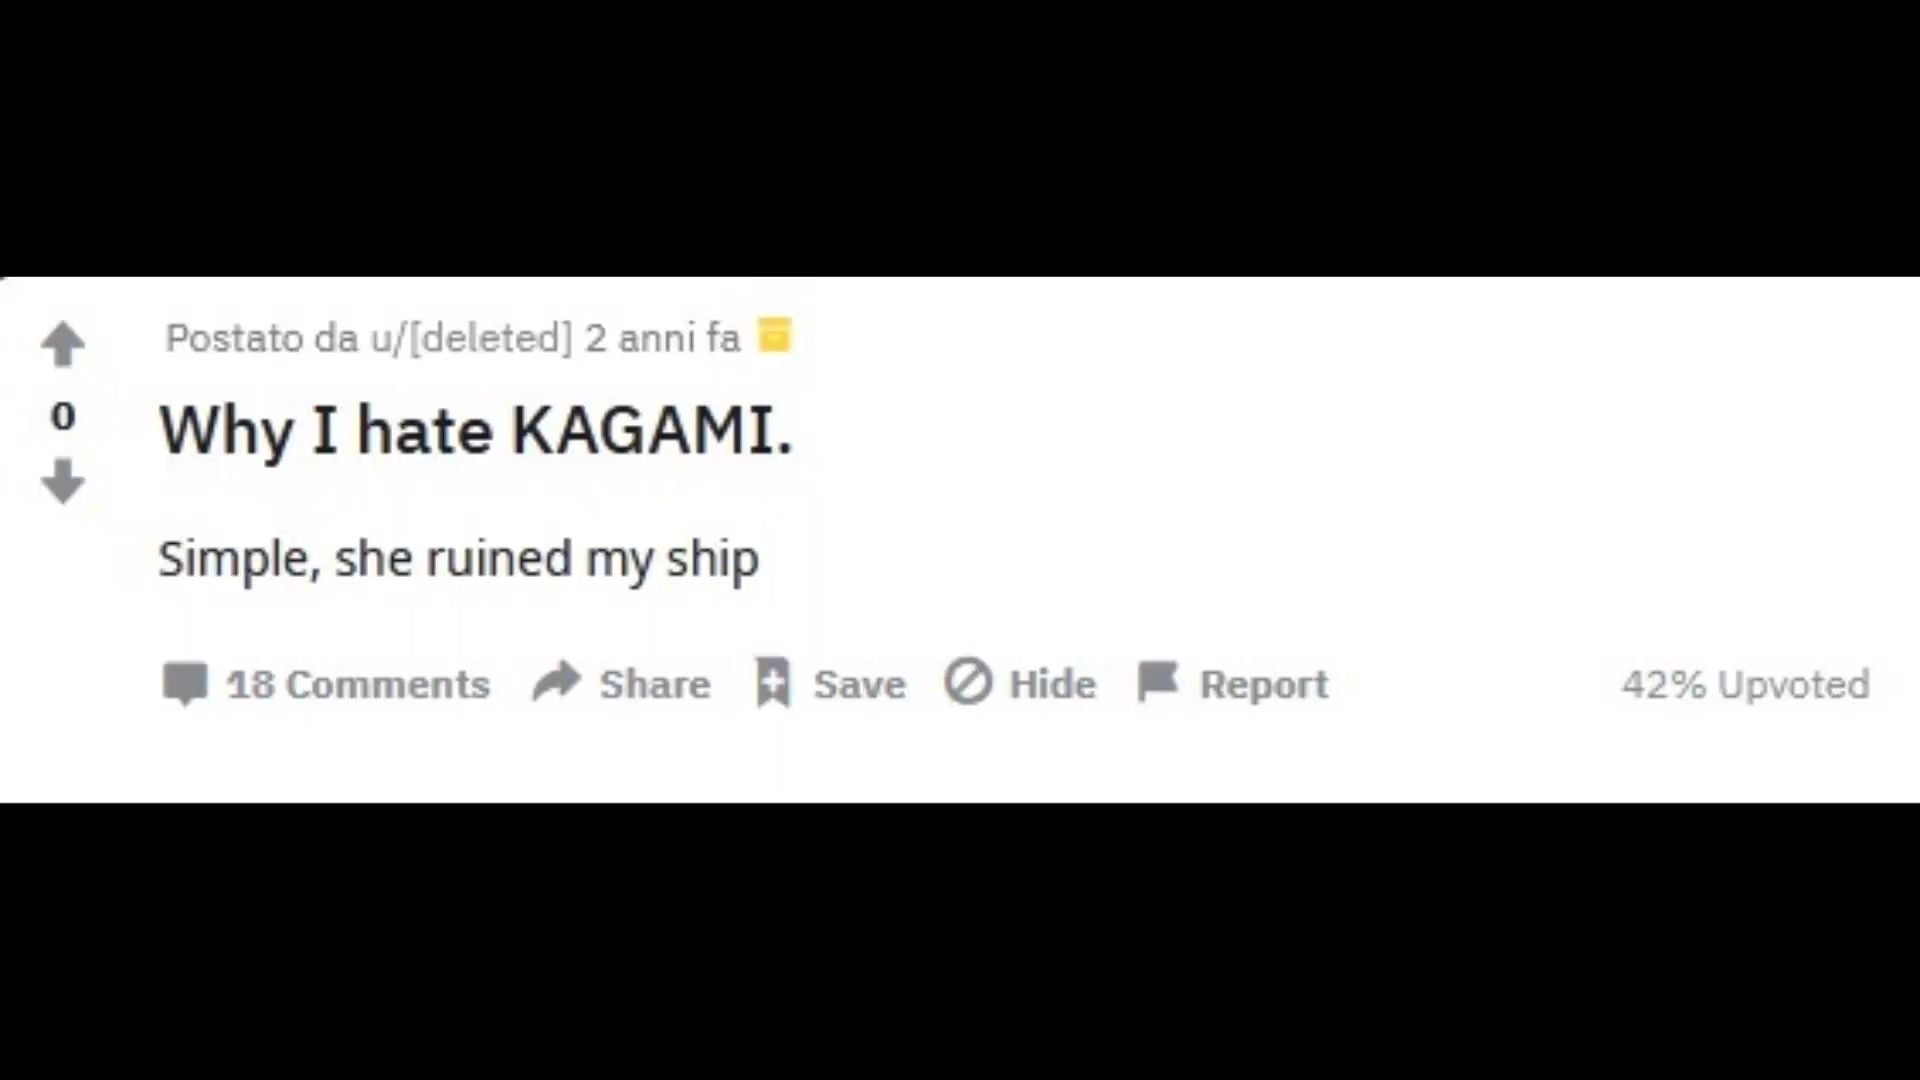 Postato da u/[deleted] 2 anni fa
0
Why I hate KAGAMI.
Simple, she ruined my ship
18 Comments Share Save Hide Report 42% Upvoted